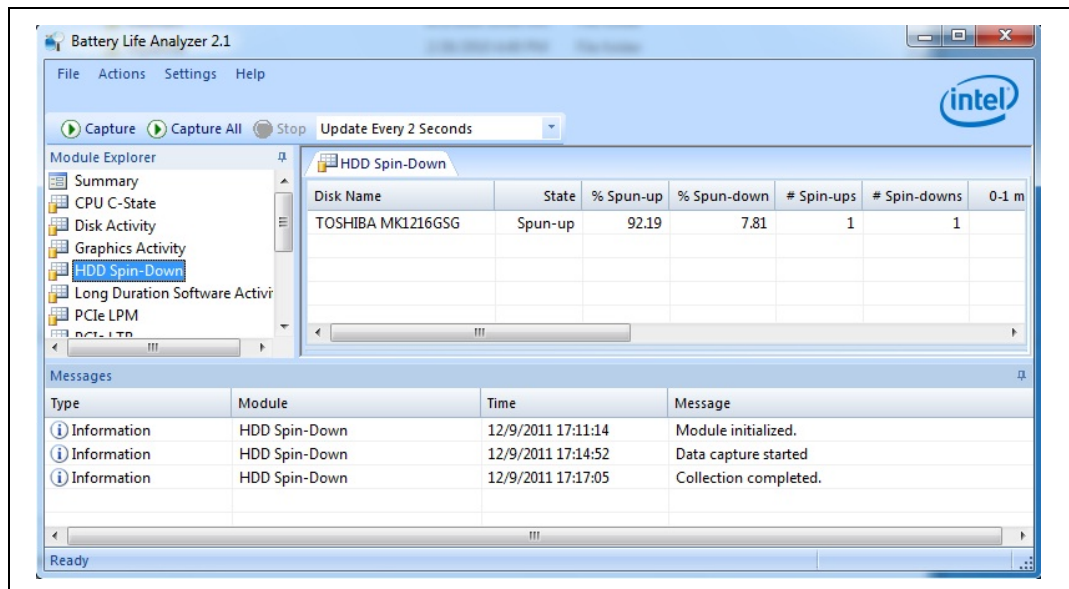 Battery Life Analyzer 2.1
File Actions Settings Help
intel
Capture Capture All Stop Update Every 2 Seconds
Module Explorer
Summary
CPU C-State
Disk Activity
Graphics Activity
HDD Spin-Down
Long Duration Software Activi
PCIe LPM
HDD Spin-Down
Disk Name State % Spun-up % Spun-down # Spin-ups # Spin-downs 0-1 m
TOSHIBA MK1216GSG Spun-up 92.19 7.81 1 1
Messages
Type Module Time Message
Information HDD Spin-Down 12/9/2011 17:11:14 Module initialized.
Information HDD Spin-Down 12/9/2011 17:14:52 Data capture started
Information HDD Spin-Down 12/9/2011 17:17:05 Collection completed.
Ready